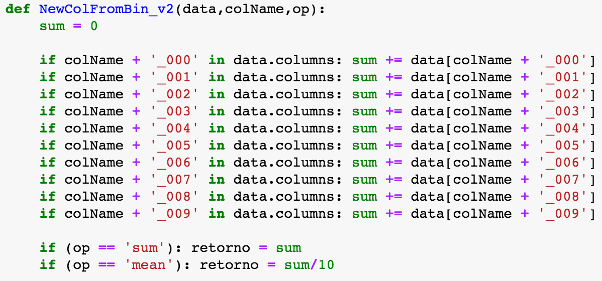 def NewColFromBin_v2(data,colName,op):
    sum = 0

    if colName + '_000' in data.columns: sum += data[colName + '_000']
    if colName + '_001' in data.columns: sum += data[colName + '_001']
    if colName + '_002' in data.columns: sum += data[colName + '_002']
    if colName + '_003' in data.columns: sum += data[colName + '_003']
    if colName + '_004' in data.columns: sum += data[colName + '_004']
    if colName + '_005' in data.columns: sum += data[colName + '_005']
    if colName + '_006' in data.columns: sum += data[colName + '_006']
    if colName + '_007' in data.columns: sum += data[colName + '_007']
    if colName + '_008' in data.columns: sum += data[colName + '_008']
    if colName + '_009' in data.columns: sum += data[colName + '_009']

    if (op == 'sum'): retorno = sum
    if (op == 'mean'): retorno = sum/10